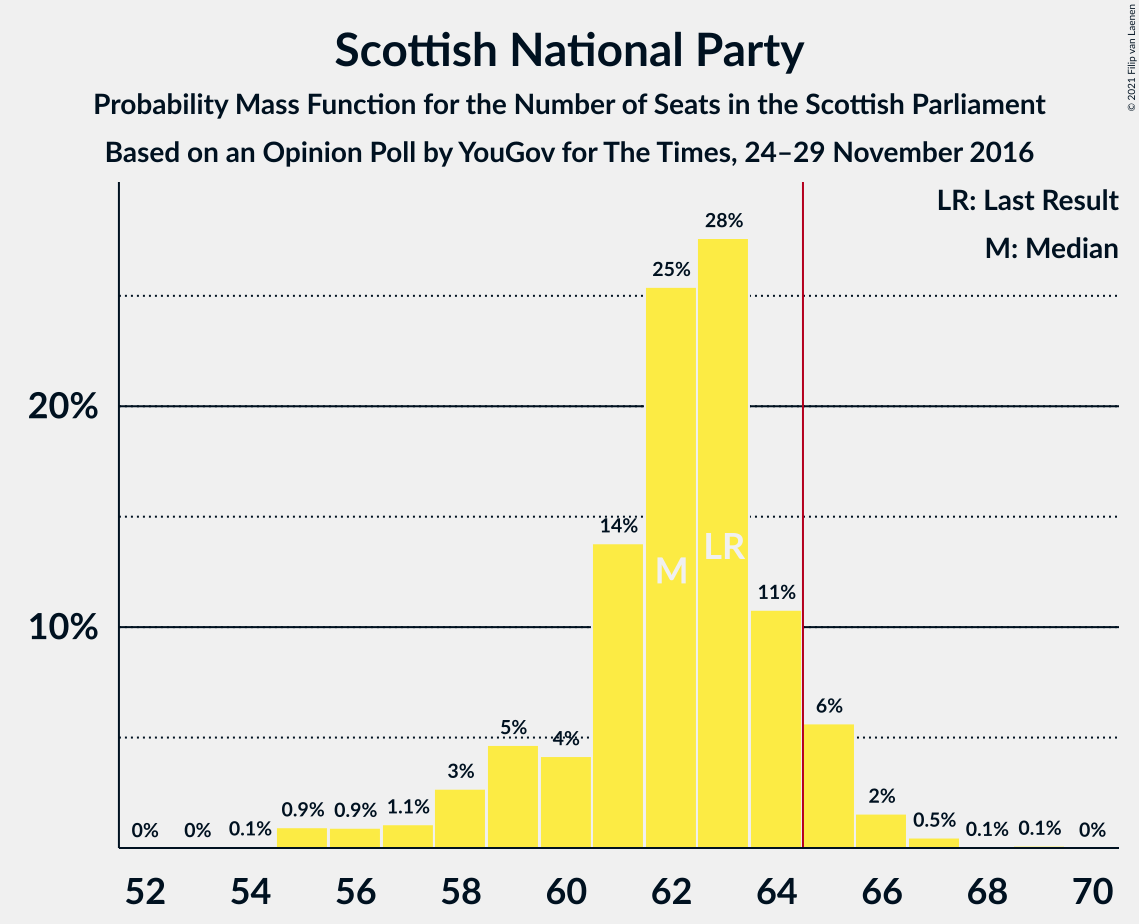 Scottish National Party
Probability Mass Function for the Number of Seats in the Scottish Parliament
Based on an Opinion Poll by YouGov for The Times, 24–29 November 2016
© 2021 Filip van Laenen
LR: Last Result
M: Median
28%
25%
20%
14%
LR
M
11%
10%
6%
5%
4%
3%
2%
1.1%
0.9%
0.9%
0.5%
0%
0%
0.1%
0.1%
0.1%
0%
52 54 56 58 60 62 64 66 68 70